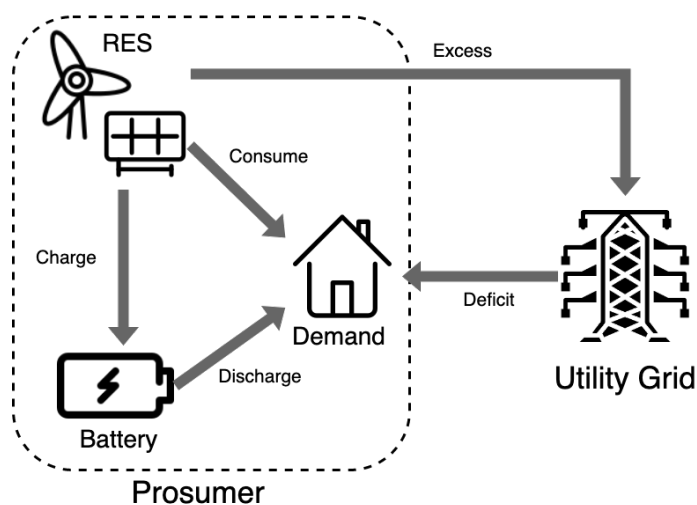 RES
Excess
Consume
Charge
Deficit
Demand
Discharge
Utility Grid
Battery
Prosumer